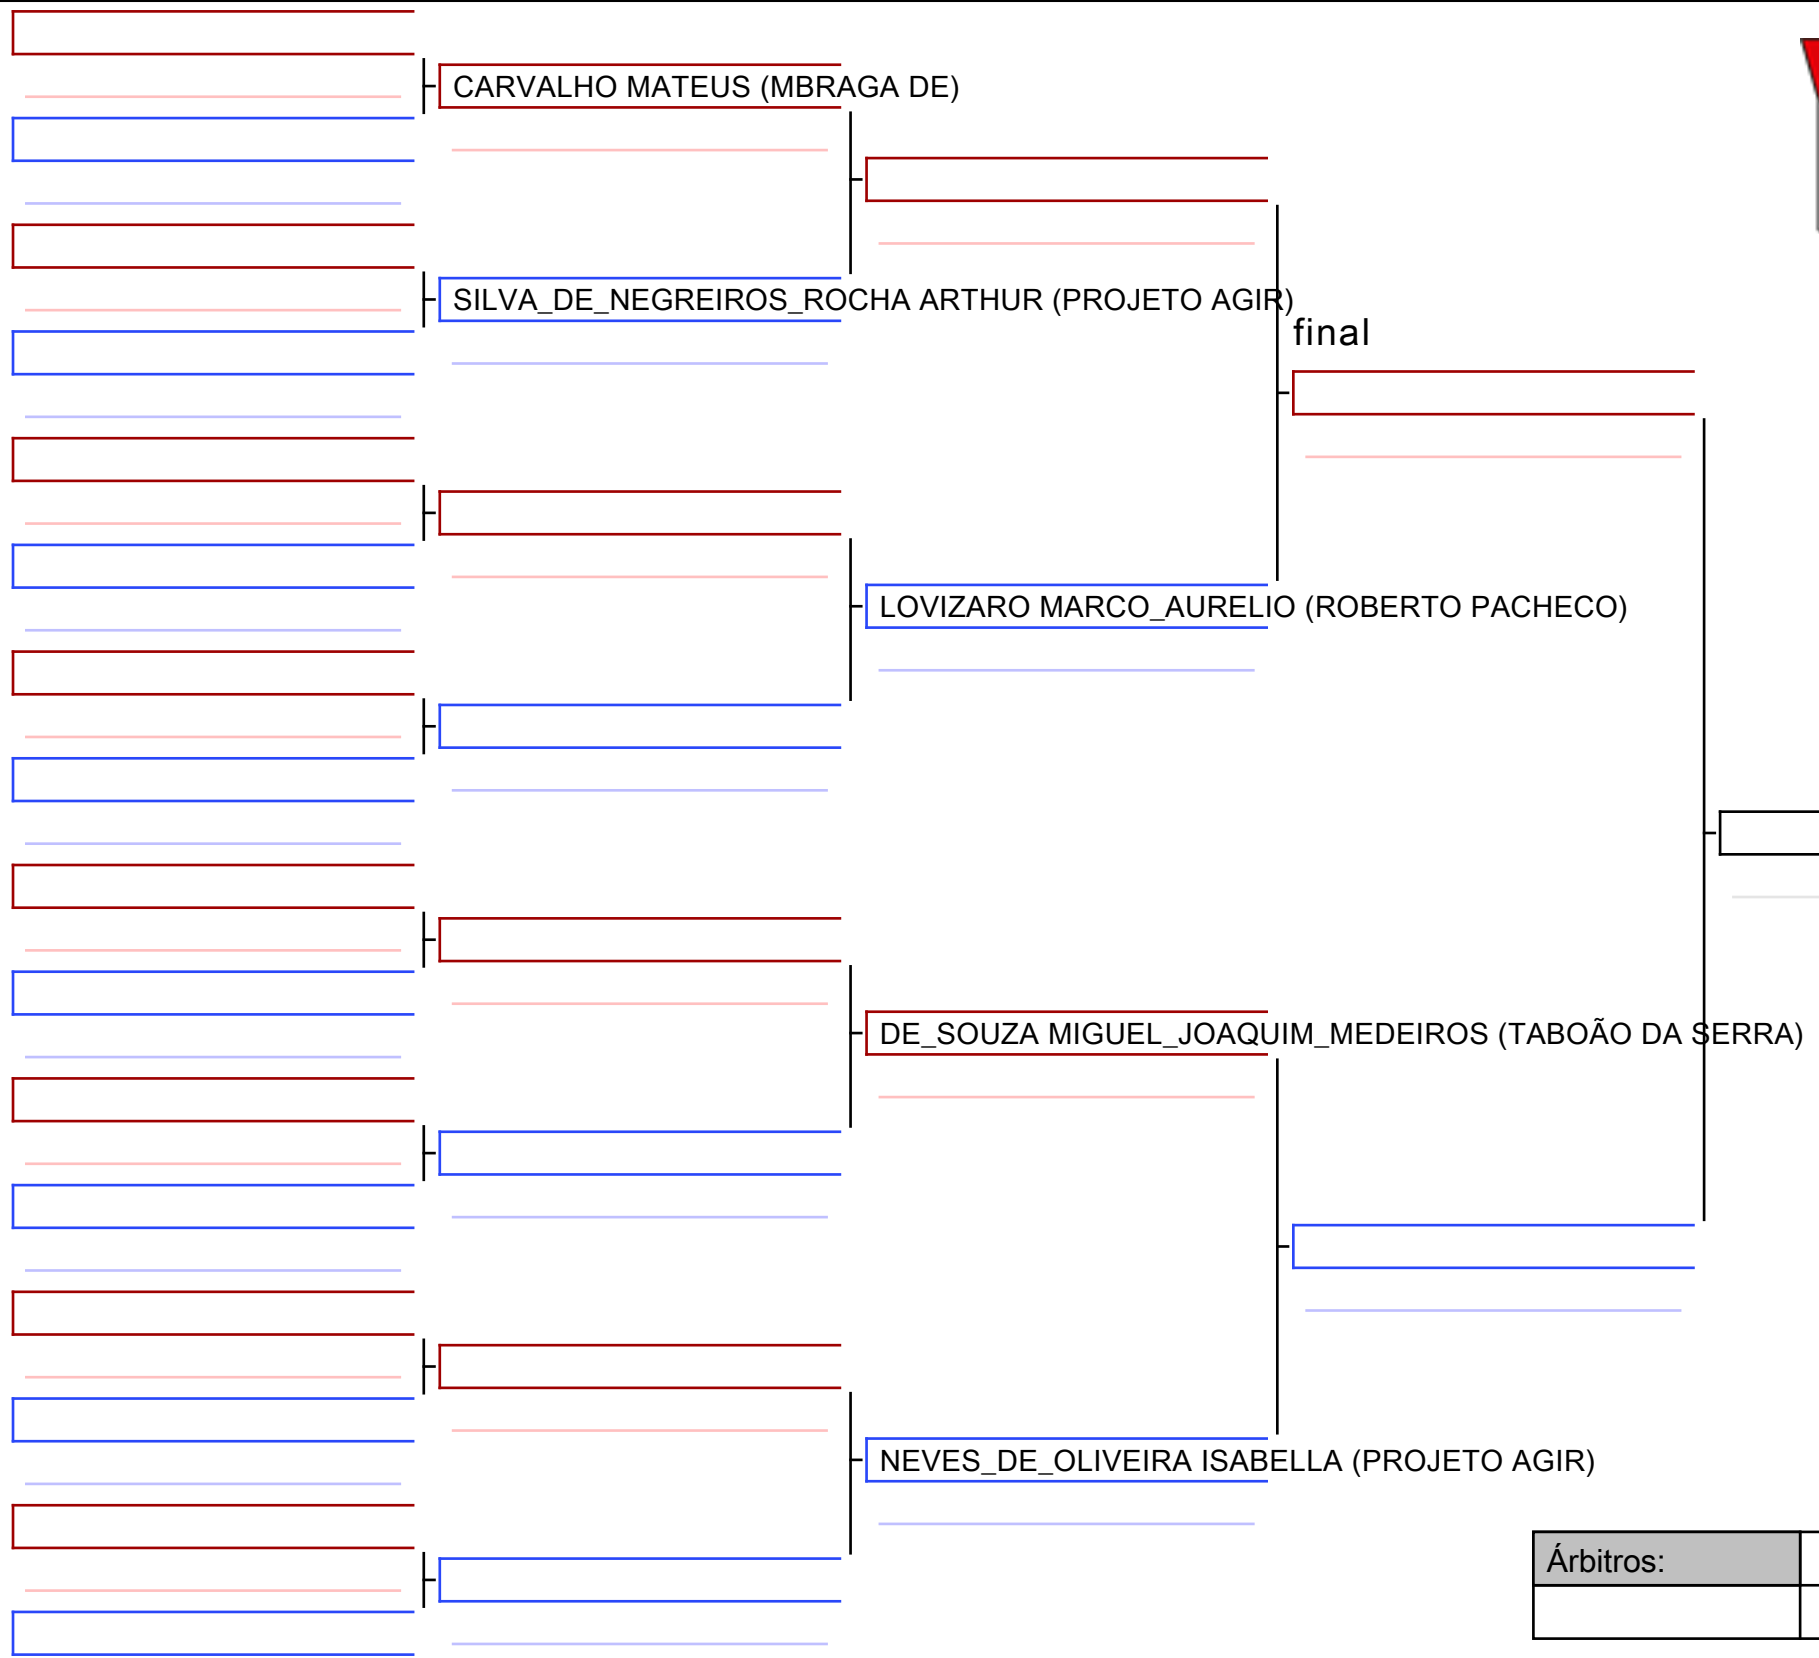 CARVALHO MATEUS (MBRAGA DE)
SILVA_DE_NEGREIROS_ROCHA ARTHUR (PROJETO AGIR)
final
LOVIZARO MARCO_AURELIO (ROBERTO PACHECO)
DE_SOUZA MIGUEL_JOAQUIM_MEDEIROS (TABOÃO DA SERRA)
NEVES_DE_OLIVEIRA ISABELLA (PROJETO AGIR)
Árbitros: